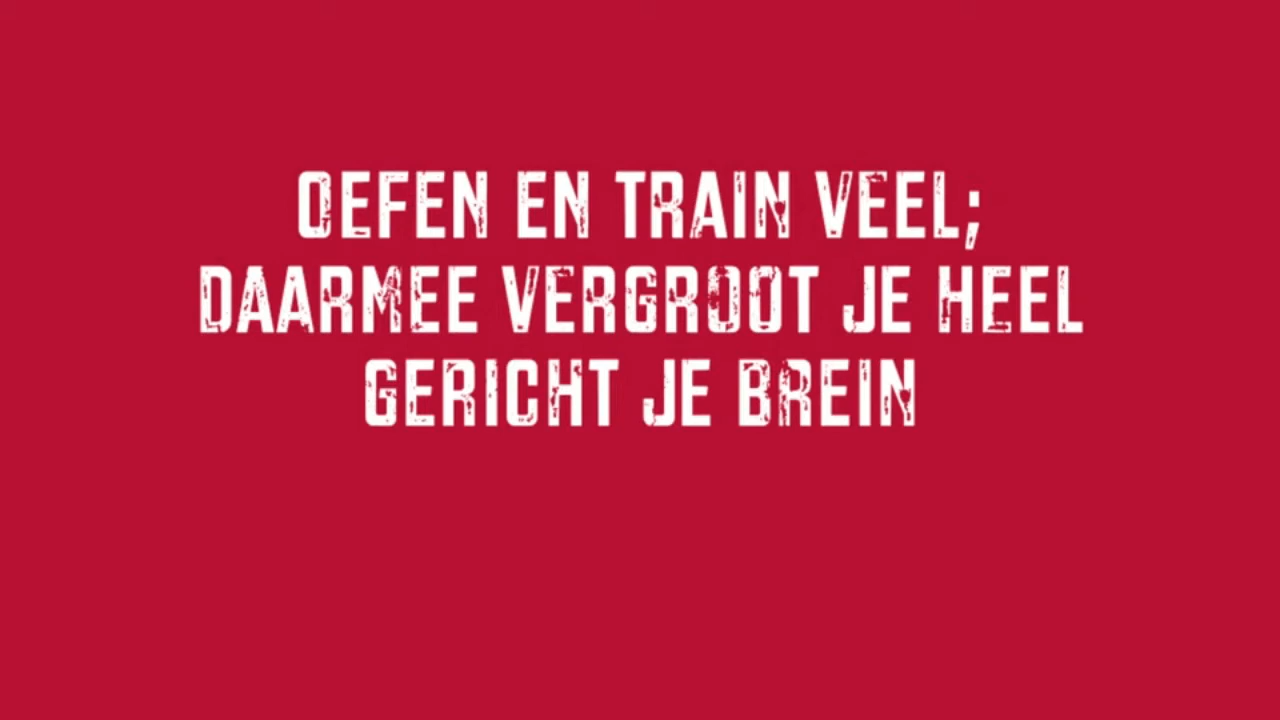 OEFEN EN TRAIN VEEL;
DAARMEE VERGROOT JE HEEL
GERICHT JE BREIN